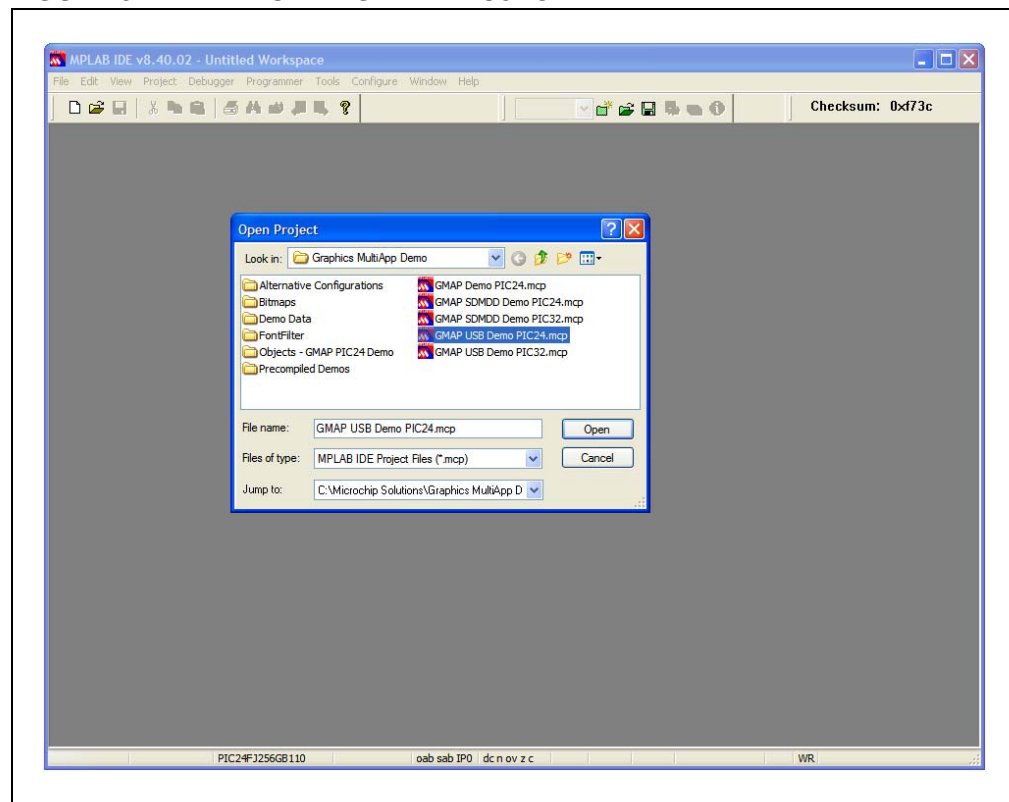 MPLAB IDE v8.40.02 - Untitled Workspace
File Edit View Project Debugger Programmer Tools Configure Window Help
Checksum: 0xf73c
Open Project
Look in: Graphics MultiApp Demo
Alternative Configurations
Bitmaps
Demo Data
FontFilter
Objects - GMAP PIC24 Demo
Precompiled Demos
GMAP Demo PIC24.mcp
GMAP SDMDD Demo PIC24.mcp
GMAP SDMDD Demo PIC32.mcp
GMAP USB Demo PIC24.mcp
GMAP USB Demo PIC32.mcp
File name: GMAP USB Demo PIC24.mcp Open
Files of type: MPLAB IDE Project Files (*.mcp) Cancel
Jump to: C:\Microchip Solutions\Graphics MultiApp D
PIC24FJ256GB110 oab sab IP0 dc n ov z c WR